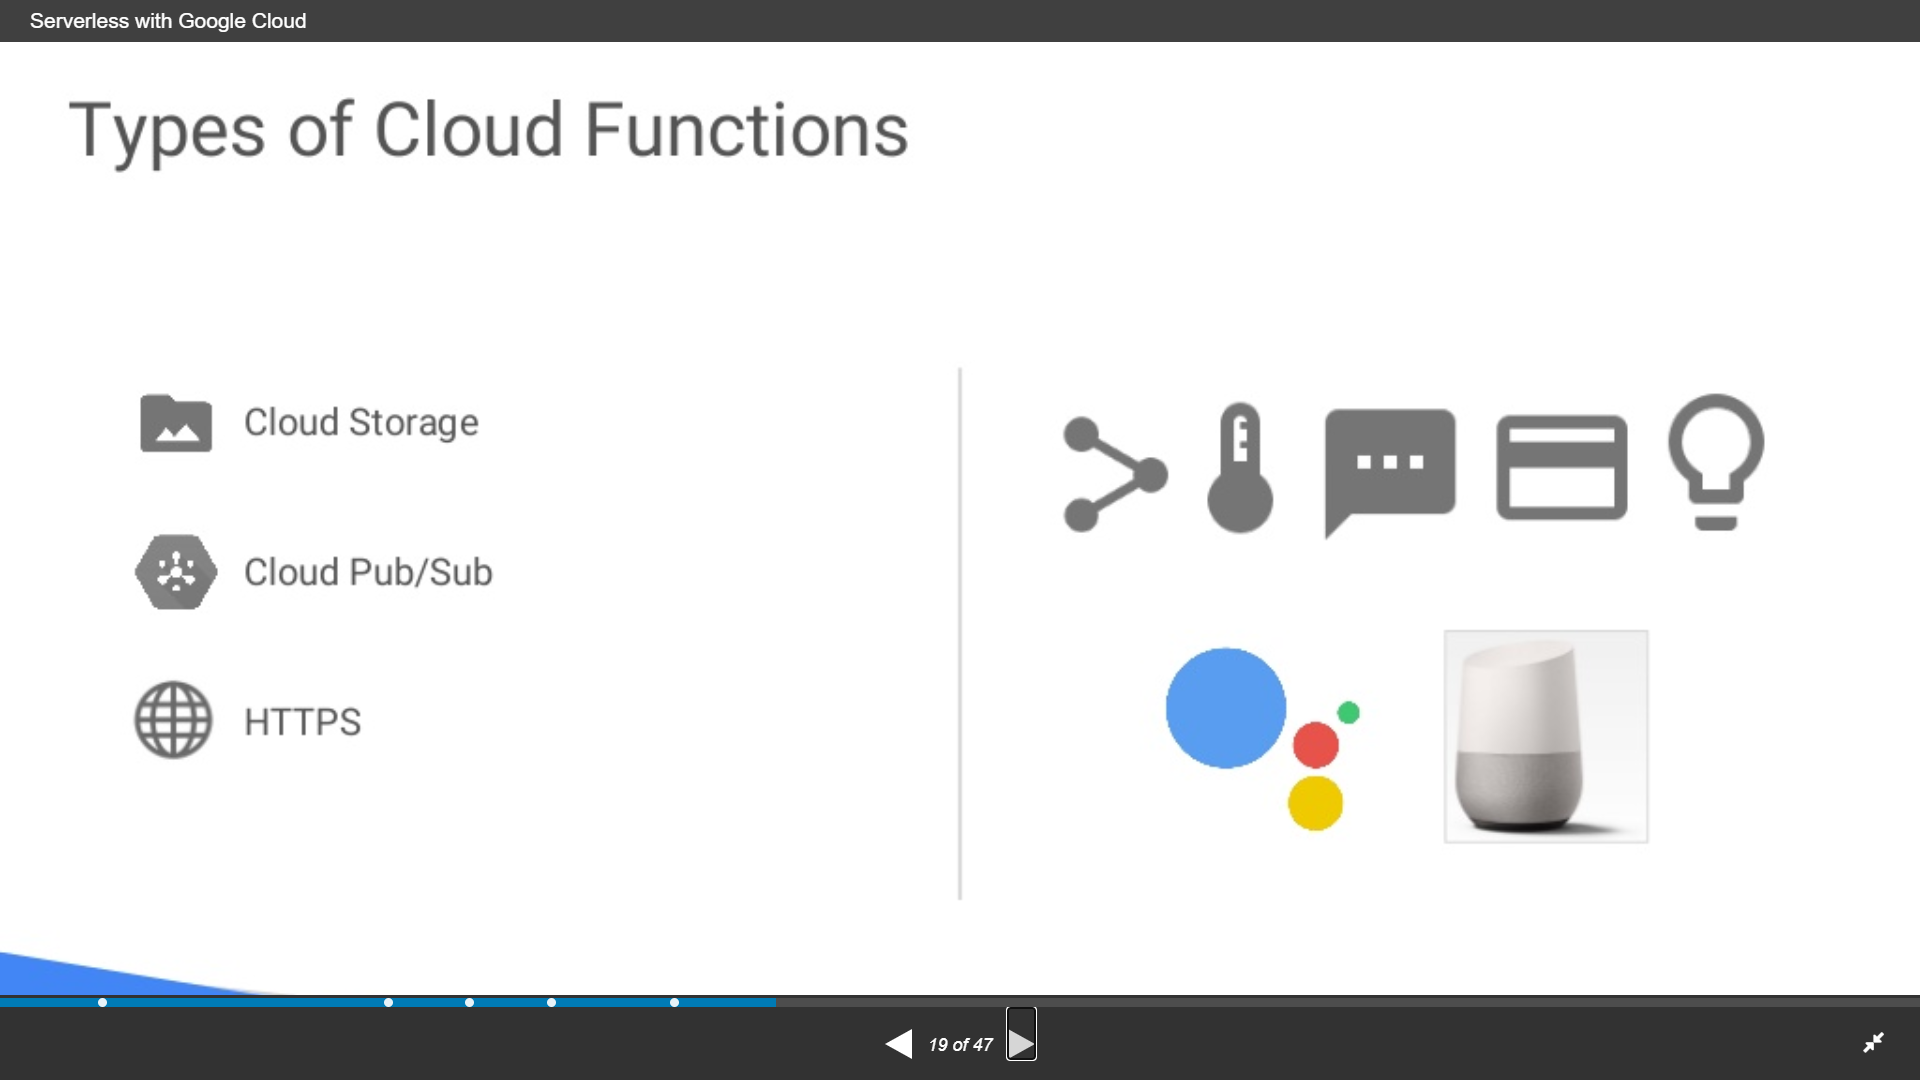 Serverless with Google Cloud
Types of Cloud Functions
Cloud Storage
Cloud Pub/Sub
HTTPS
19 of 47